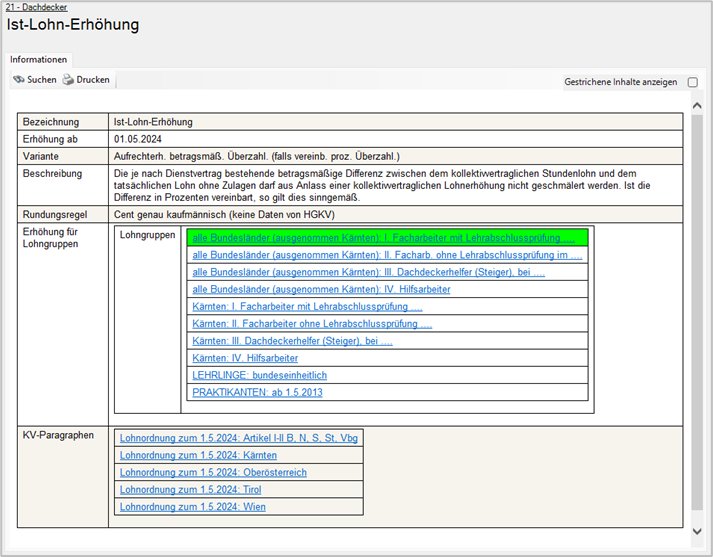 21 - Dachdecker
Ist-Lohn-Erhöhung
Informationen
Suchen Drucken
Gestrichene Inhalte anzeigen
Bezeichnung Ist-Lohn-Erhöhung
Erhöhung ab 01.05.2024
Variante Aufrechterh. betragsmäß. Überzahl. (falls vereinb. proz. Überzahl.)
Beschreibung Die je nach Dienstvertrag bestehende betragsmäßige Differenz zwischen dem kollektivvertraglichen Stundenlohn und dem
tatsächlichen Lohn ohne Zulagen darf aus Anlass einer kollektivvertraglichen Lohnerhöhung nicht geschmälert werden. Ist die
Differenz in Prozenten vereinbart, so gilt dies sinngemäß.
Rundungsregel Cent genau kaufmännisch (keine Daten von HGKV)
Erhöhung für
Lohngruppen
Lohngruppen
alle Bundesländer (ausgenommen Kärnten): I. Facharbeiter mit Lehrabschlussprüfung ....
alle Bundesländer (ausgenommen Kärnten): II. Facharb. ohne Lehrabschlussprüfung im ....
alle Bundesländer (ausgenommen Kärnten): III. Dachdeckerhelfer (Steiger), bei ....
alle Bundesländer (ausgenommen Kärnten): IV. Hilfsarbeiter
Kärnten: I. Facharbeiter mit Lehrabschlussprüfung ....
Kärnten: II. Facharbeiter ohne Lehrabschlussprüfung ....
Kärnten: III. Dachdeckerhelfer (Steiger), bei ....
Kärnten: IV. Hilfsarbeiter
LEHRLINGE: bundeseinheitlich
PRAKTIKANTEN: ab 1.5.2013
KV-Paragraphen
Lohnordnung zum 1.5.2024: Artikel I-II B, N, S, St, Vbg
Lohnordnung zum 1.5.2024: Kärnten
Lohnordnung zum 1.5.2024: Oberösterreich
Lohnordnung zum 1.5.2024: Tirol
Lohnordnung zum 1.5.2024: Wien